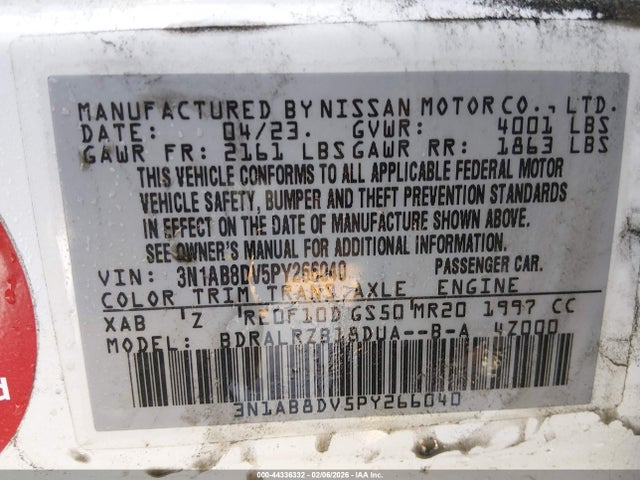 MANUFACTURED BY NISSAN MOTOR CO., LTD.
DATE: 04/23. GVWR: 4001 LBS
GAWR FR: 2161 LBS GAWR RR: 1863 LBS
THIS VEHICLE CONFORMS TO ALL APPLICABLE FEDERAL MOTOR
VEHICLE SAFETY, BUMPER AND THEFT PREVENTION STANDARDS
IN EFFECT ON THE DATE OF MANUFACTURE SHOWN ABOVE.
SEE OWNER'S MANUAL FOR ADDITIONAL INFORMATION.
VIN: 3N1AB8DV5PY266040 PASSENGER CAR.
COLOR TRIM TRANS AXLE ENGINE
XAB 'Z RE0F10D GS50 MR20 1997 CC
MODEL: BDRALRZB18DUA--B-A 4Z000
3N1AB8DV5PY266040
d
000-44336332 - 02/06/2026 - IAA Inc.